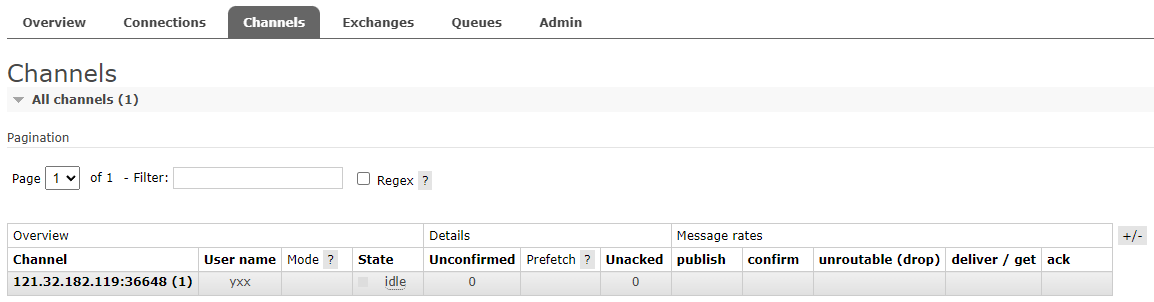 Overview Connections Channels Exchanges Queues Admin
Channels
All channels (1)
Pagination
Page 1 of 1 - Filter: Regex ?
Overview Details Message rates +/-
Channel User name Mode ? State Unconfirmed Prefetch ? Unacked publish confirm unroutable (drop) deliver / get ack
121.32.182.119:36648 (1) yxx idle 0 0